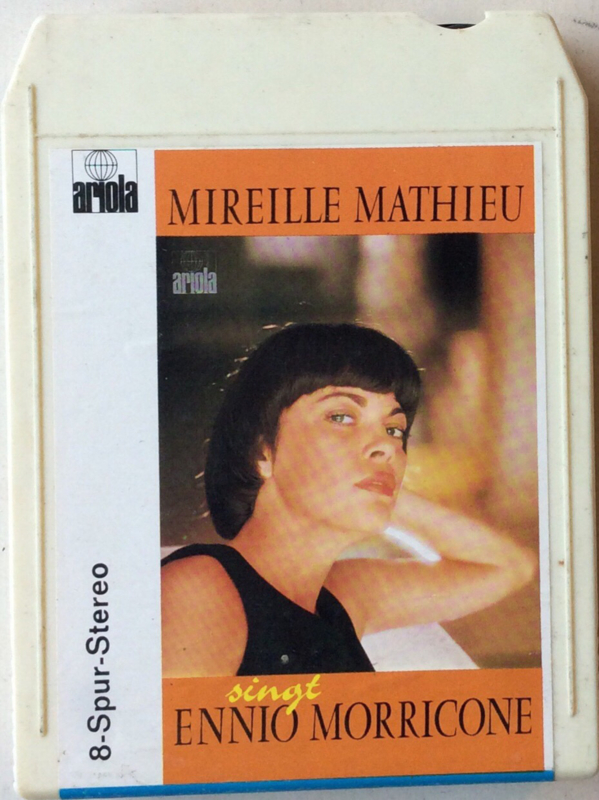 ariola
MIREILLE MATHIEU
ariola
8-Spur-Stereo
singt
ENNIO MORRICONE